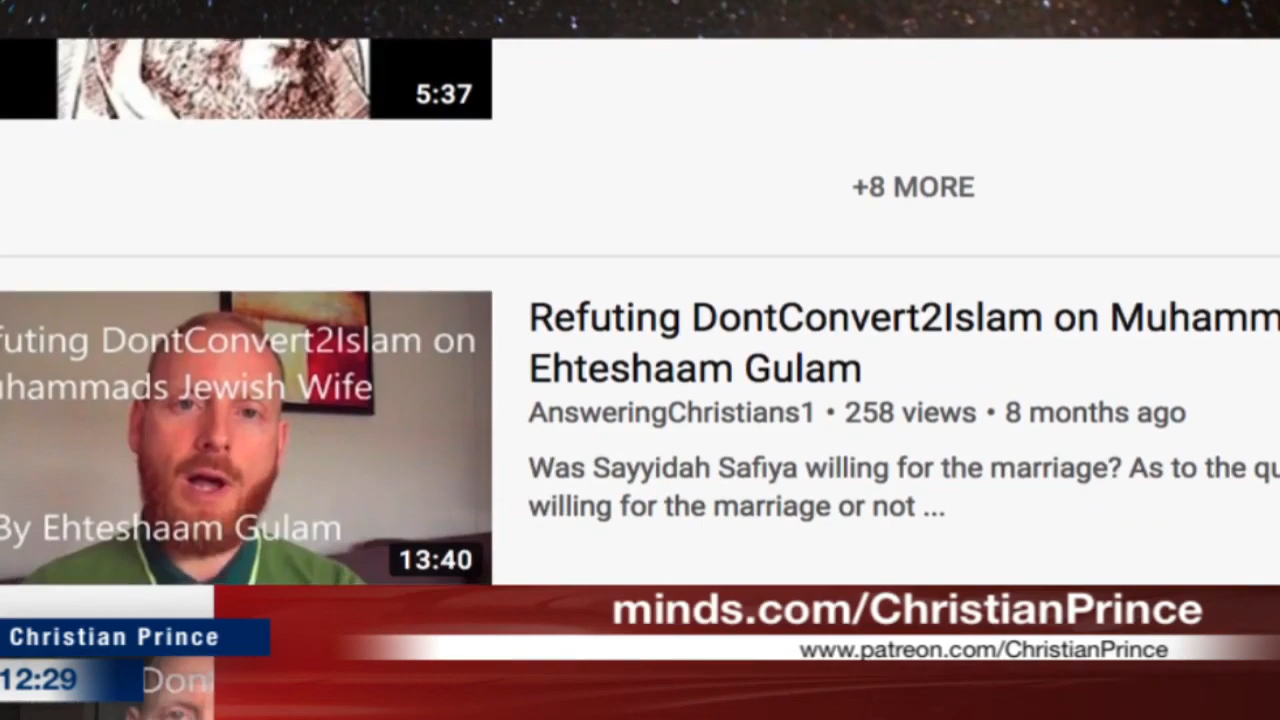 5:37
+8 MORE
futing DontConvert2Islam on
hammads Jewish Wife
By Ehteshaam Gulam
13:40
Refuting DontConvert2Islam on Muhamm
Ehteshaam Gulam
AnsweringChristians1 • 258 views • 8 months ago
Was Sayyidah Safiya willing for the marriage? As to the qu
willing for the marriage or not ...
minds.com/ChristianPrince
Christian Prince
www.patreon.com/ChristianPrince
12:29
Don